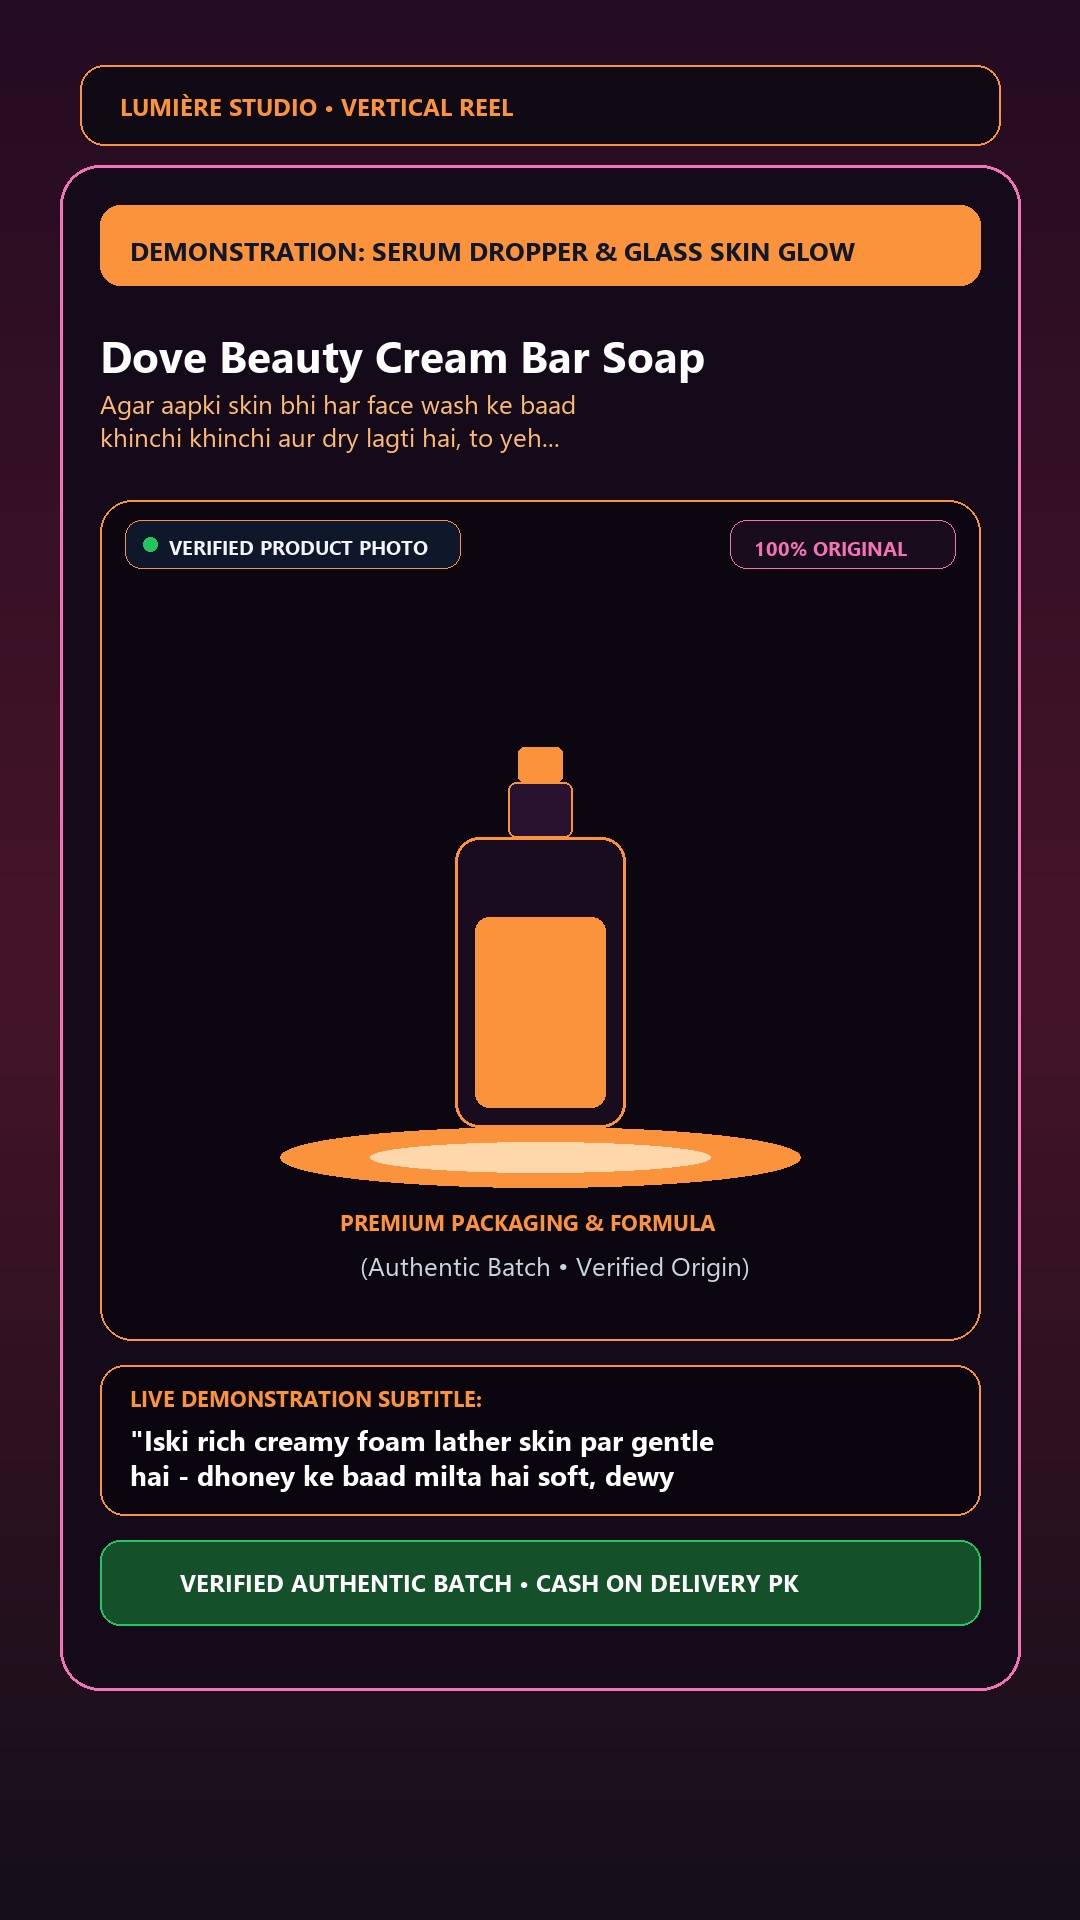 LUMIÈRE STUDIO • VERTICAL REEL
DEMONSTRATION: SERUM DROPPER & GLASS SKIN GLOW
Dove Beauty Cream Bar Soap
Agar aapki skin bhi har face wash ke baad
khinchi khinchi aur dry lagti hai, to yeh...
VERIFIED PRODUCT PHOTO
100% ORIGINAL
PREMIUM PACKAGING & FORMULA
(Authentic Batch • Verified Origin)
LIVE DEMONSTRATION SUBTITLE:
"Iski rich creamy foam lather skin par gentle
hai - dhoney ke baad milta hai soft, dewy
VERIFIED AUTHENTIC BATCH • CASH ON DELIVERY PK